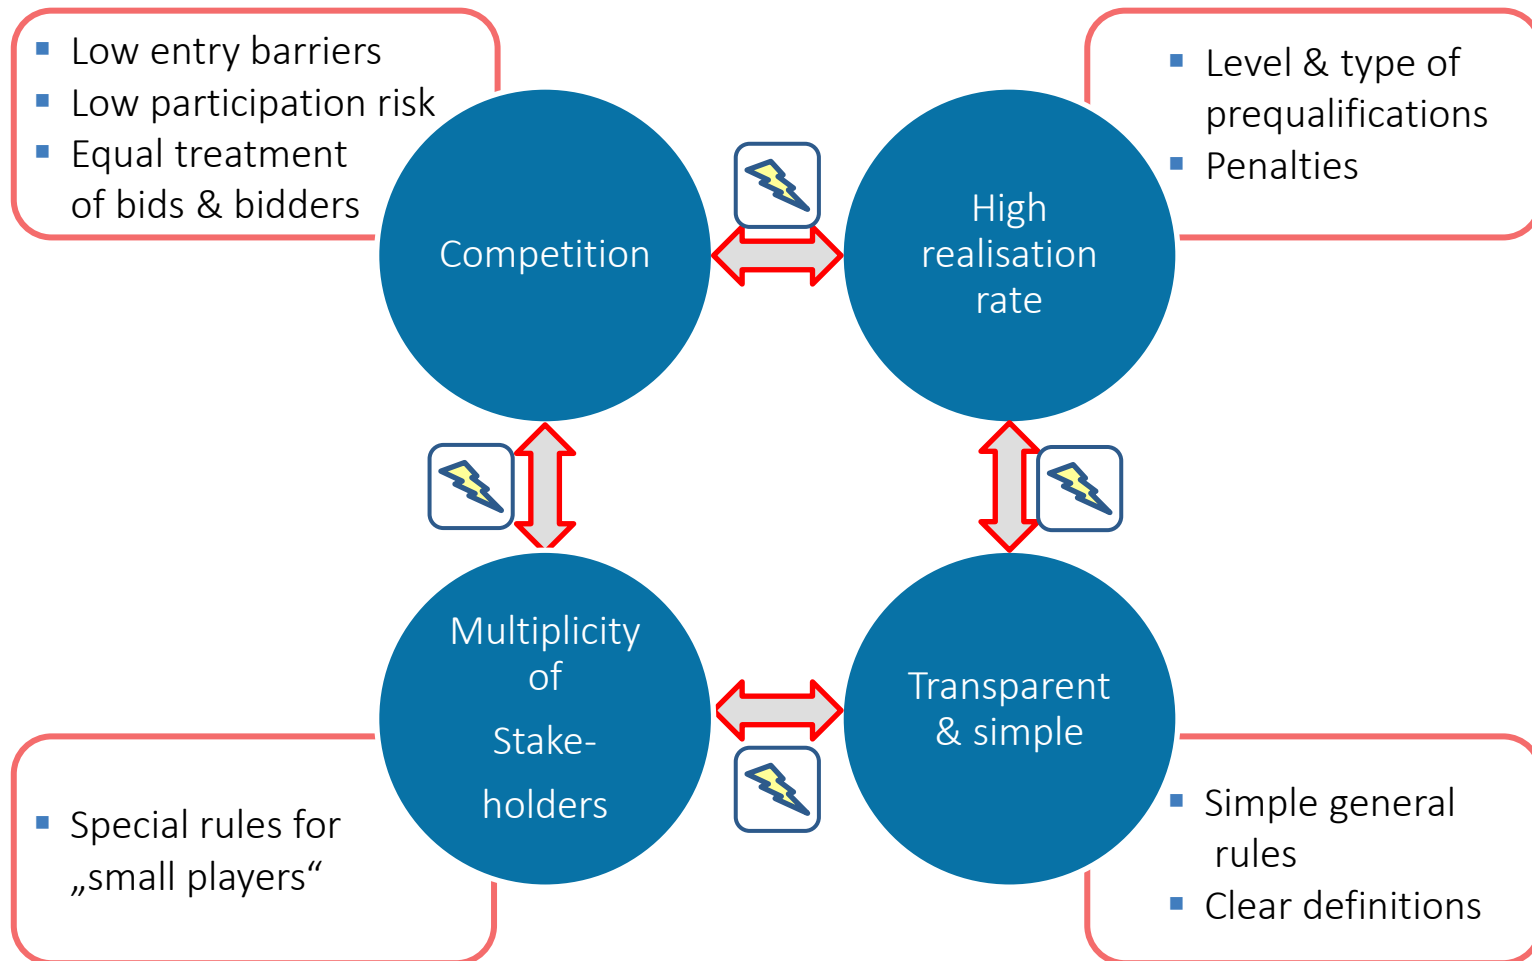 Low entry barriers
Low participation risk
Equal treatment
of bids & bidders
Level & type of
prequalifications
Penalties
Competition
High
realisation
rate
Multiplicity
of
Stake-
holders
Transparent
& simple
Special rules for
„small players“
Simple general
rules
Clear definitions